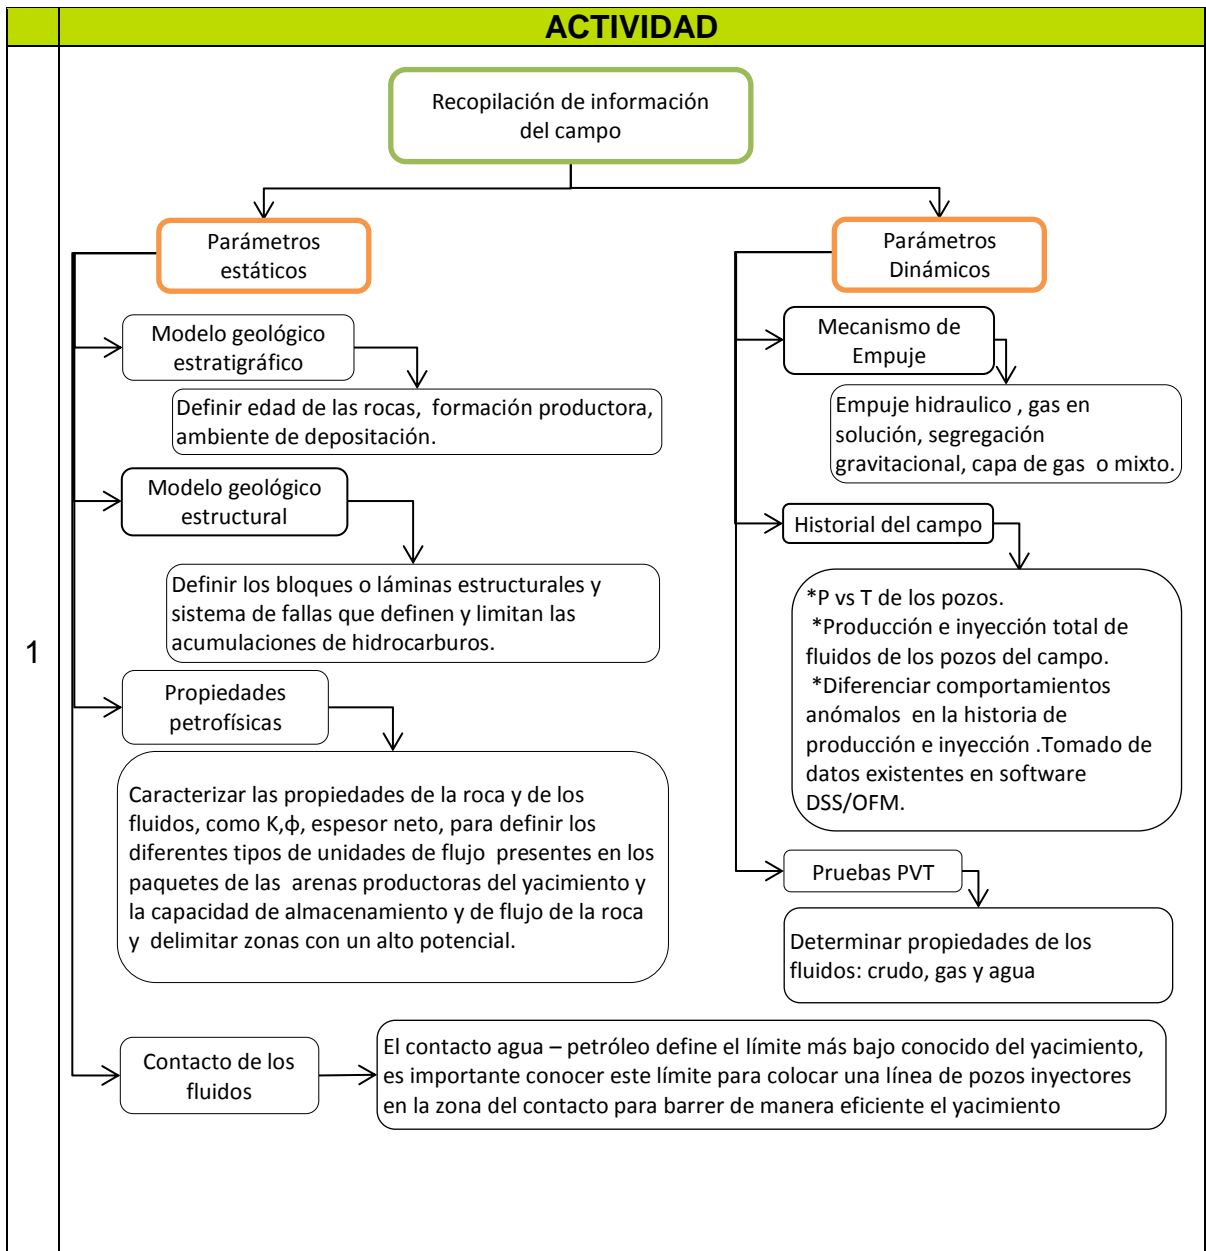 ACTIVIDAD
1
Recopilación de información
del campo
Parámetros
estáticos
Modelo geológico
estratigráfico
Definir edad de las rocas,  formación productora,
ambiente de depositación.
Modelo geológico
estructural
Definir los bloques o láminas estructurales y
sistema de fallas que definen y limitan las
acumulaciones de hidrocarburos.
Propiedades
petrofísicas
Caracterizar las propiedades de la roca y de los
fluidos, como K,ф, espesor neto, para definir los
diferentes tipos de unidades de flujo  presentes en los
paquetes de las  arenas productoras del yacimiento y
la capacidad de almacenamiento y de flujo de la roca
y  delimitar zonas con un alto potencial.
Contacto de los
fluidos
El contacto agua – petróleo define el límite más bajo conocido del yacimiento,
es importante conocer este límite para colocar una línea de pozos inyectores
en la zona del contacto para barrer de manera eficiente el yacimiento
Parámetros
Dinámicos
Mecanismo de
Empuje
Empuje hidraulico , gas en
solución, segregación
gravitacional, capa de gas  o mixto.
Historial del campo
*P vs T de los pozos.
*Producción e inyección total de
fluidos de los pozos del campo.
*Diferenciar comportamientos
anómalos  en la historia de
producción e inyección .Tomado de
datos existentes en software
DSS/OFM.
Pruebas PVT
Determinar propiedades de los
fluidos: crudo, gas y agua